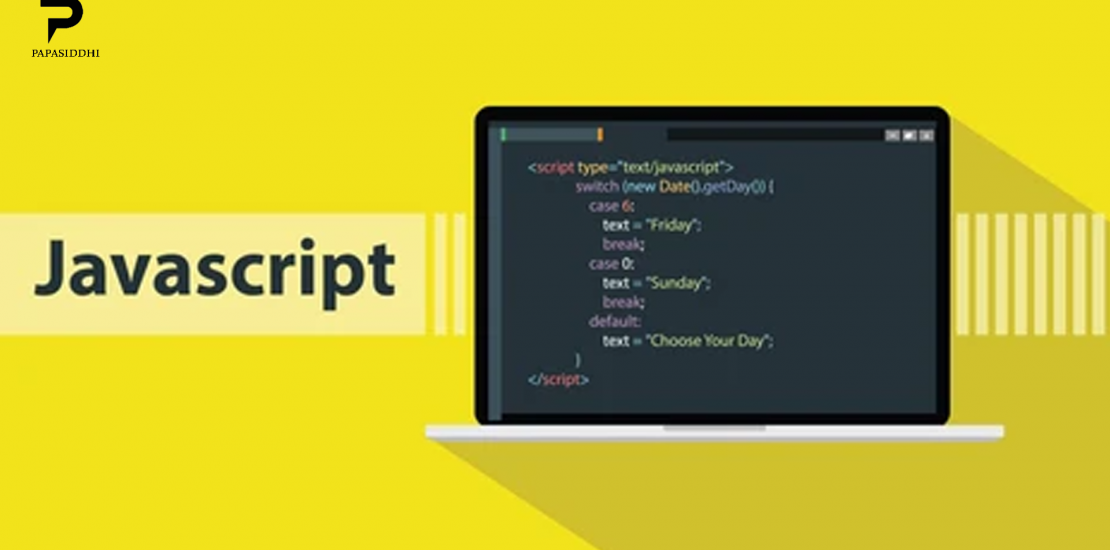 PAPASIDDHI
Javascript
<script type="text/javascript">
switch (new Date().getDay()) {
case 6:
text = "Friday";
break;
case 0:
text = "Sunday";
break;
default:
text = "Choose Your Day";
}
</script>